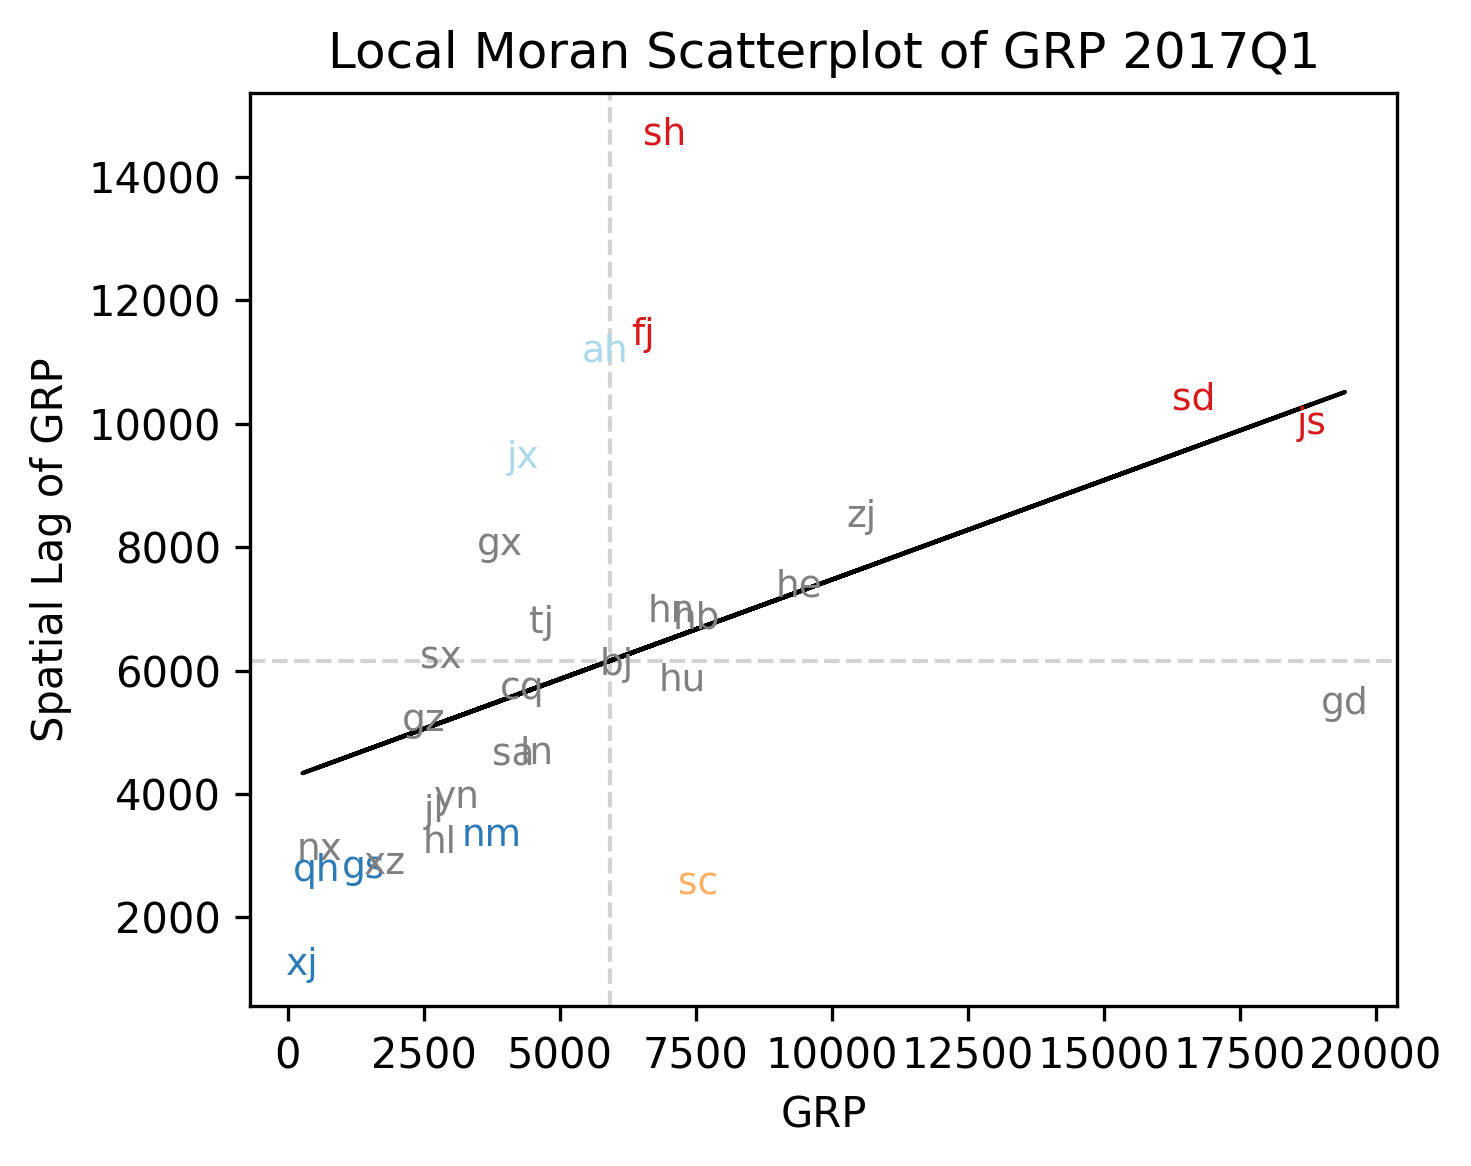 Local Moran Scatterplot of GRP 2017Q1
Spatial Lag of GRP
14000
12000
10000
8000
6000
4000
2000
sh
fj
ah
sd
js
jx
zj
gx
he
hn
hb
tj
sx
bj
hu
cq
gd
gz
sa
ln
yn
jl
hl
nm
nx
qh
gs
xz
sc
xj
0 2500 5000 7500 10000 12500 15000 17500 20000
GRP